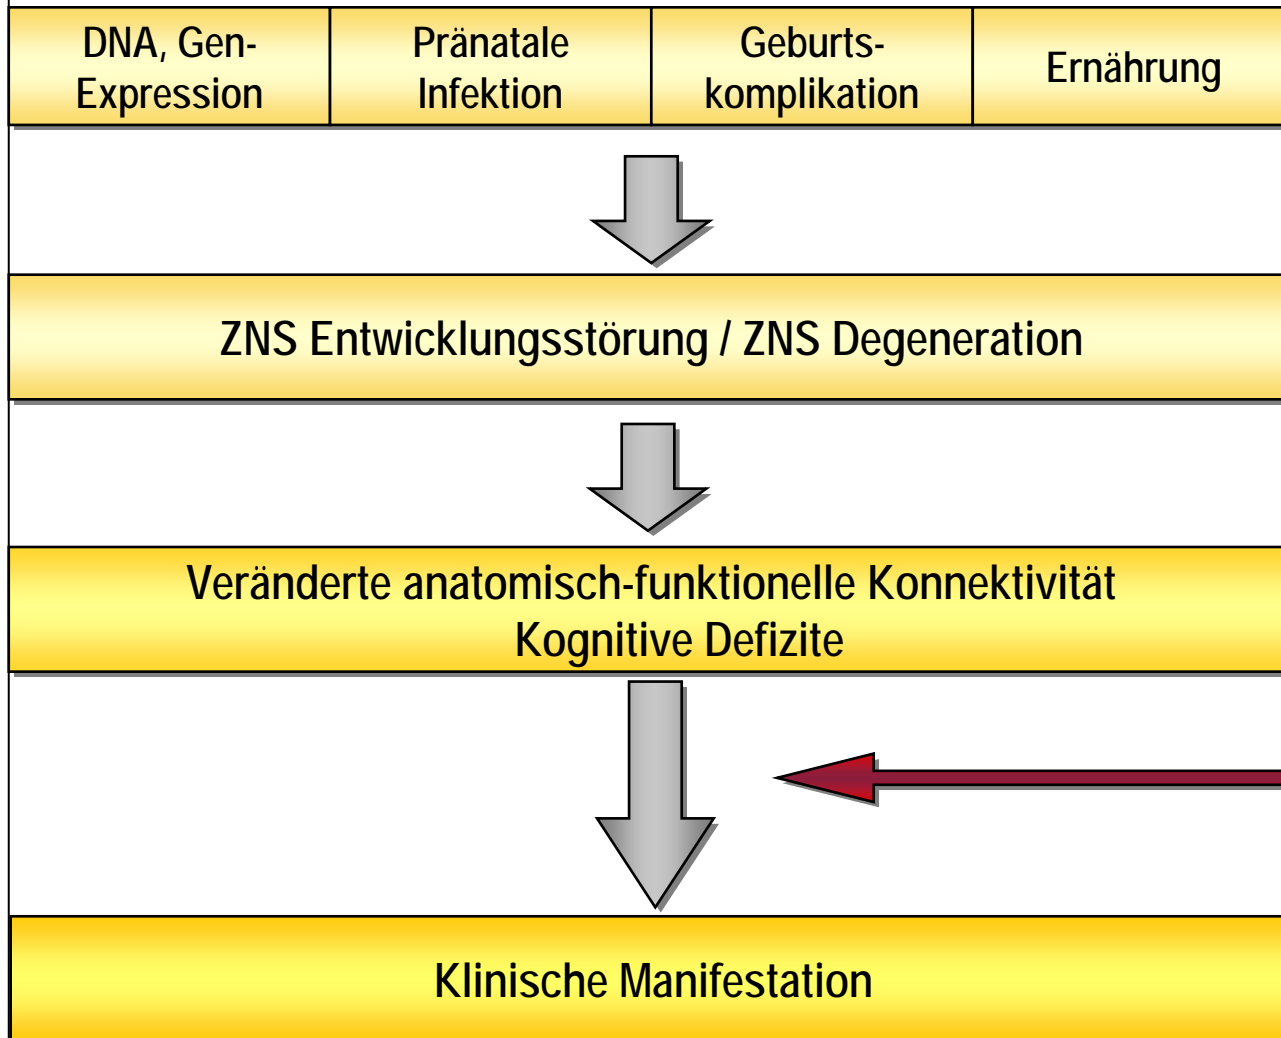 DNA, Gen-
Expression
Pränatale
Infektion
Geburts-
komplikation
Ernährung
ZNS Entwicklungsstörung / ZNS Degeneration
Veränderte anatomisch-funktionelle Konnektivität
Kognitive Defizite
Klinische Manifestation